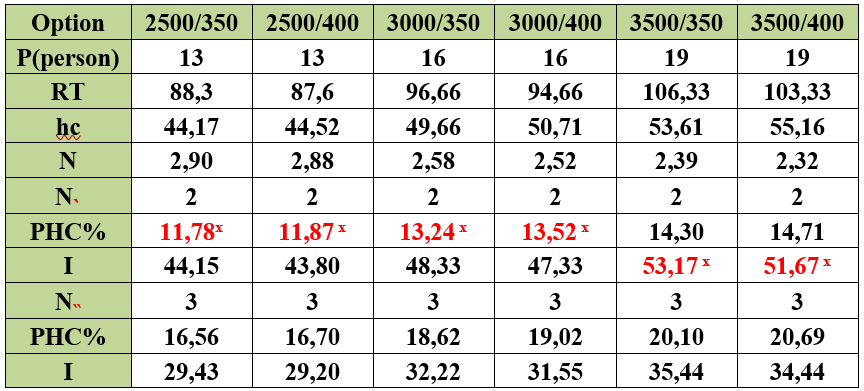 Option 2500/350 2500/400 3000/350 3000/400 3500/350 3500/400
P(person) 13 13 16 16 19 19
RT 88,3 87,6 96,66 94,66 106,33 103,33
hc 44,17 44,52 49,66 50,71 53,61 55,16
N 2,90 2,88 2,58 2,52 2,39 2,32
N` 2 2 2 2 2 2
PHC% 11,78x 11,87 x 13,24 x 13,52 x 14,30 14,71
I 44,15 43,80 48,33 47,33 53,17 x 51,67 x
N`` 3 3 3 3 3 3
PHC% 16,56 16,70 18,62 19,02 20,10 20,69
I 29,43 29,20 32,22 31,55 35,44 34,44